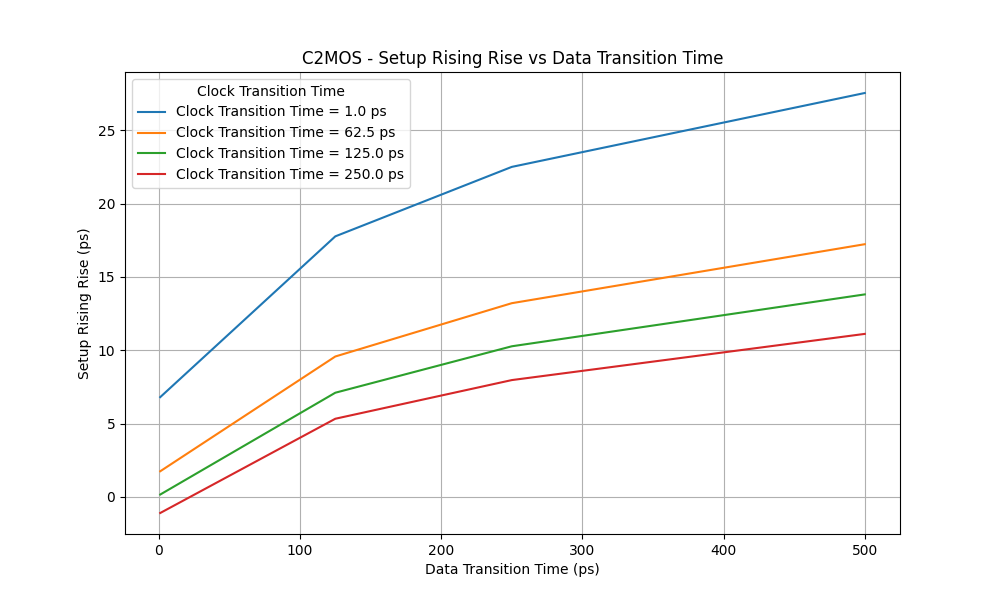 C2MOS - Setup Rising Rise vs Data Transition Time
Clock Transition Time
Clock Transition Time = 1.0 ps
Clock Transition Time = 62.5 ps
Clock Transition Time = 125.0 ps
Clock Transition Time = 250.0 ps
Setup Rising Rise (ps)
25
20
15
10
5
0
0 100 200 300 400 500
Data Transition Time (ps)